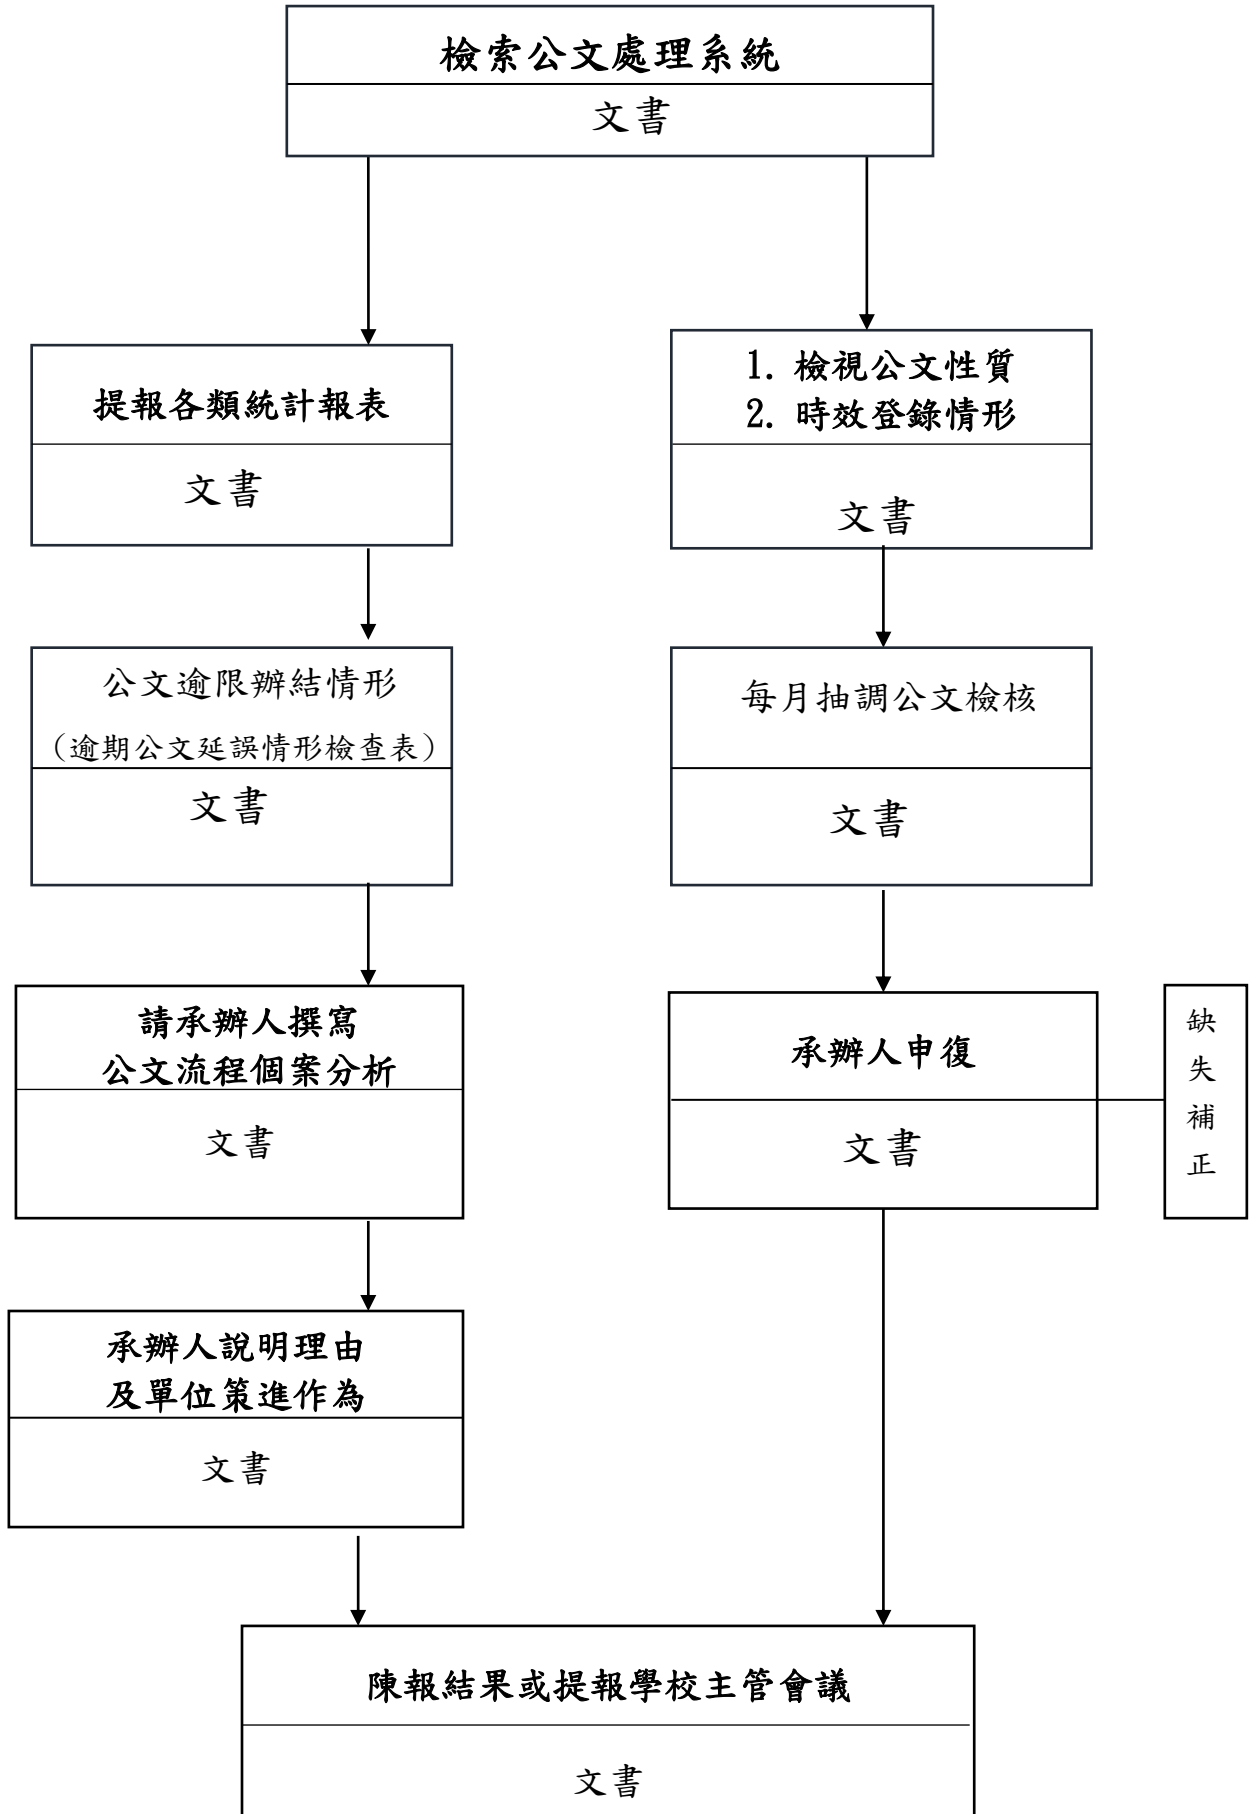 檢索公文處理系統
文書
提報各類統計報表
文書
公文逾限辦結情形
（逾期公文延誤情形檢查表）
文書
請承辦人撰寫
公文流程個案分析
文書
承辦人說明理由
及單位策進作為
文書
1. 檢視公文性質
2. 時效登錄情形
文書
每月抽調公文檢核
文書
承辦人申復
文書
缺
失
補
正
陳報結果或提報學校主管會議
文書